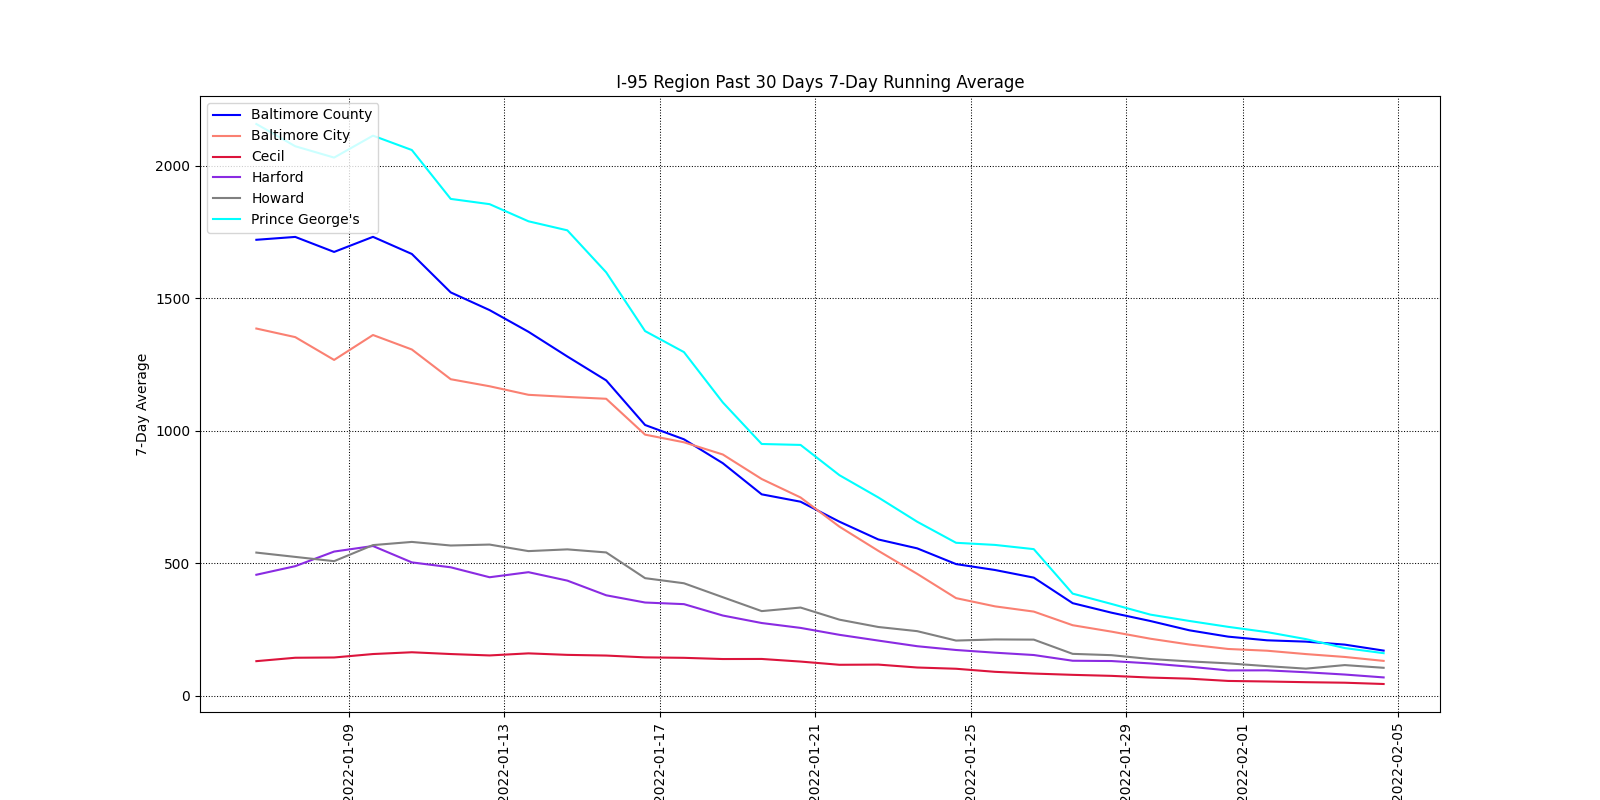 I-95 Region Past 30 Days 7-Day Running Average
Baltimore County
Baltimore City
Cecil
Harford
Howard
Prince George's
7-Day Average
2000
1500
1000
500
0
2022-01-09
2022-01-13
2022-01-17
2022-01-21
2022-01-25
2022-01-29
2022-02-01
2022-02-05